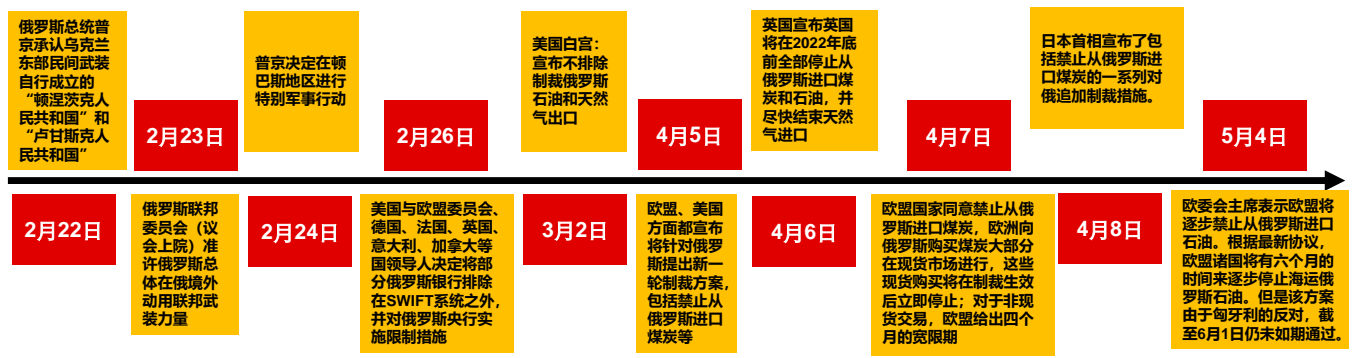 2月22日
俄罗斯总统普
京承认乌克兰
东部民间武装
自行成立的
“顿涅茨克人
民共和国”和
“卢甘斯克人
民共和国”
2月23日
俄罗斯联邦
委员会（议
会上院）准
许俄罗斯总
体在俄境外
动用联邦武
装力量
2月24日
普京决定在顿
巴斯地区进行
特别军事行动
2月26日
美国与欧盟委员会、
德国、法国、英国、
意大利、加拿大等
国领导人决定将部
分俄罗斯银行排除
在SWIFT系统之外，
并对俄罗斯央行实
施限制措施
3月2日
美国白宫：
宣布不排除
制裁俄罗斯
石油和天然
气出口
4月5日
欧盟、美国
方面都宣布
将针对俄罗
斯提出新一
轮制裁方案，
包括禁止从
俄罗斯进口
煤炭等
4月6日
英国宣布英国
将在2022年底
前全部停止从
俄罗斯进口煤
炭和石油，并
尽快结束天然
气进口
4月7日
欧盟国家同意禁止从俄
罗斯进口煤炭，欧洲向
俄罗斯购买煤炭大部分
在现货市场进行，这些
现货购买将在制裁生效
后立即停止；对于非现
货交易，欧盟给出四个
月的宽限期
4月8日
日本首相宣布了包
括禁止从俄罗斯进
口煤炭的一系列对
俄追加制裁措施。
5月4日
欧委会主席表示欧盟将
逐步禁止从俄罗斯进口
石油。根据最新协议，
欧盟诸国将有六个月的
时间来逐步停止海运俄
罗斯石油。但是该方案
由于匈牙利的反对，截
至6月1日仍未如期通过。